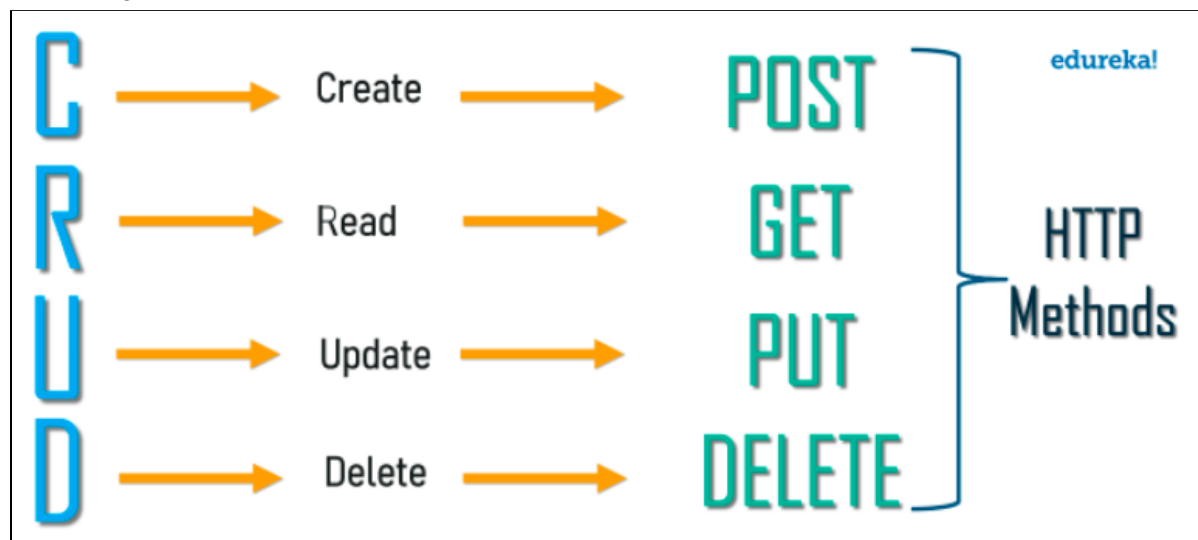 C Create POST
edureka!
R Read GET
HTTP
Methods
U Update PUT
D Delete DELETE